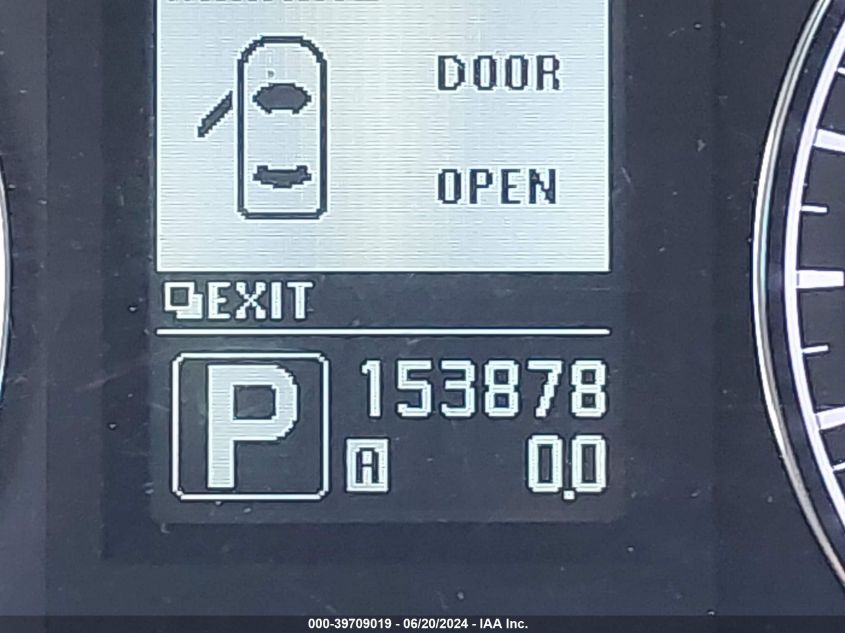 DOOR
OPEN
EXIT
P
153878
A 0.0
000-39709019 - 06/20/2024 - IAA Inc.